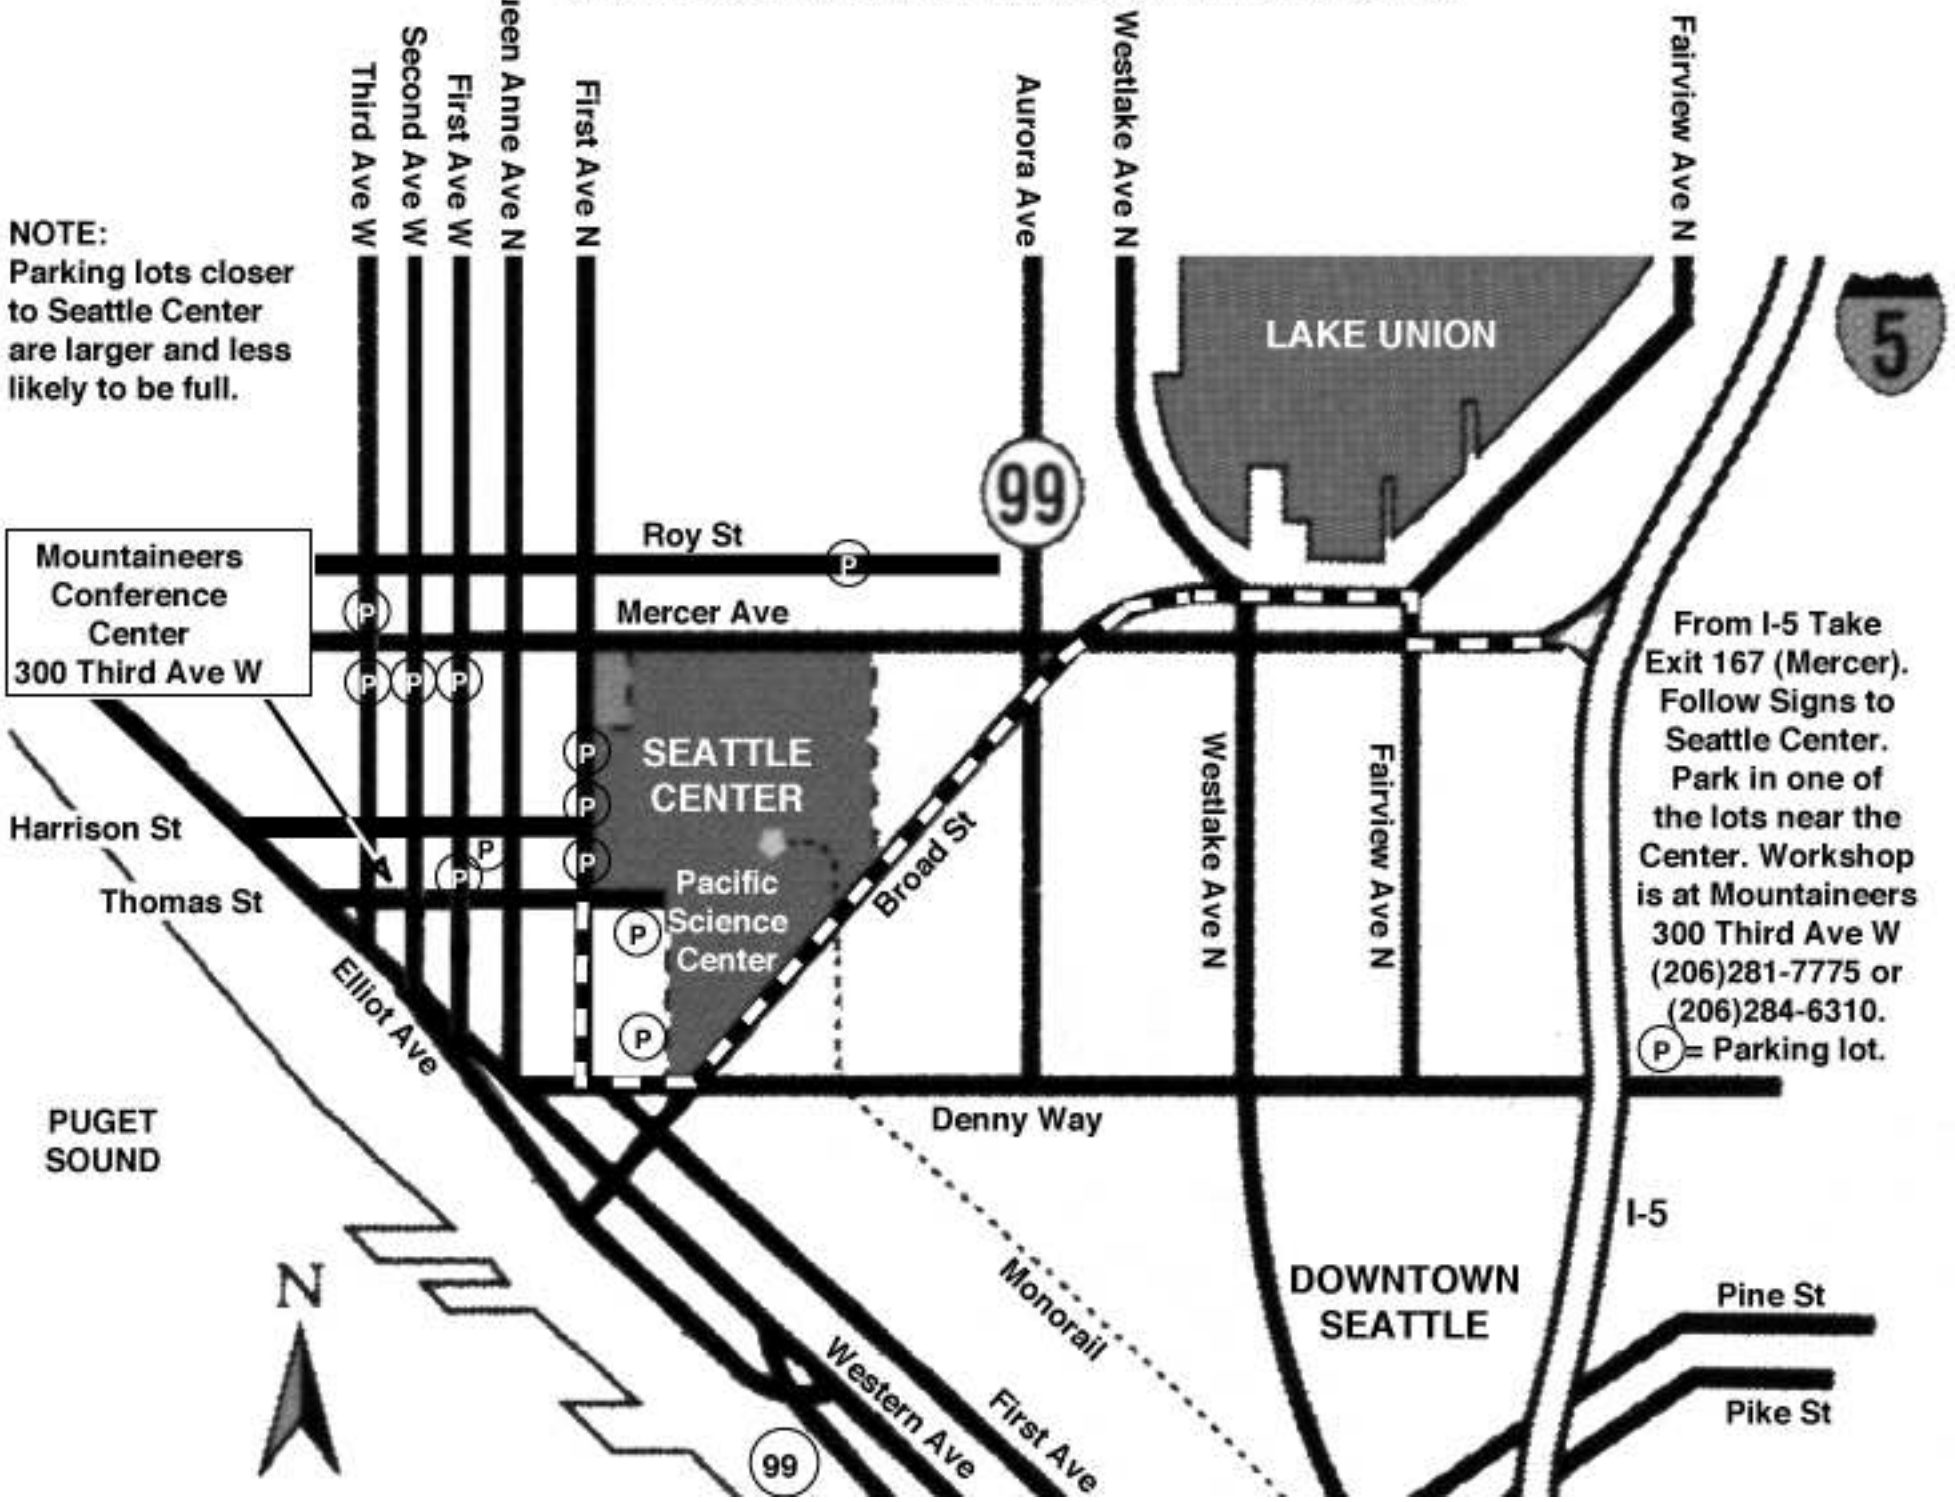 Third Ave W
Second Ave W
First Ave W
een Anne Ave N
First Ave N
Aurora Ave
Westlake Ave N
Fairview Ave N
NOTE:
Parking lots closer
to Seattle Center
are larger and less
likely to be full.
LAKE UNION
5
99
Roy St
P
Mountaineers
Conference
Center
300 Third Ave W
P
Mercer Ave
P
P
P
From I-5 Take
Exit 167 (Mercer).
Follow Signs to
Seattle Center.
Park in one of
the lots near the
Center. Workshop
is at Mountaineers
300 Third Ave W
(206)281-7775 or
(206)284-6310.
P = Parking lot.
SEATTLE
CENTER
P
P
P
Harrison St
P
P
Thomas St
Pacific
Science
Center
P
P
Broad St
Westlake Ave N
Fairview Ave N
Elliot Ave
Denny Way
PUGET
SOUND
I-5
N
Monorail
DOWNTOWN
SEATTLE
Pine St
Pike St
Western Ave
First Ave
99